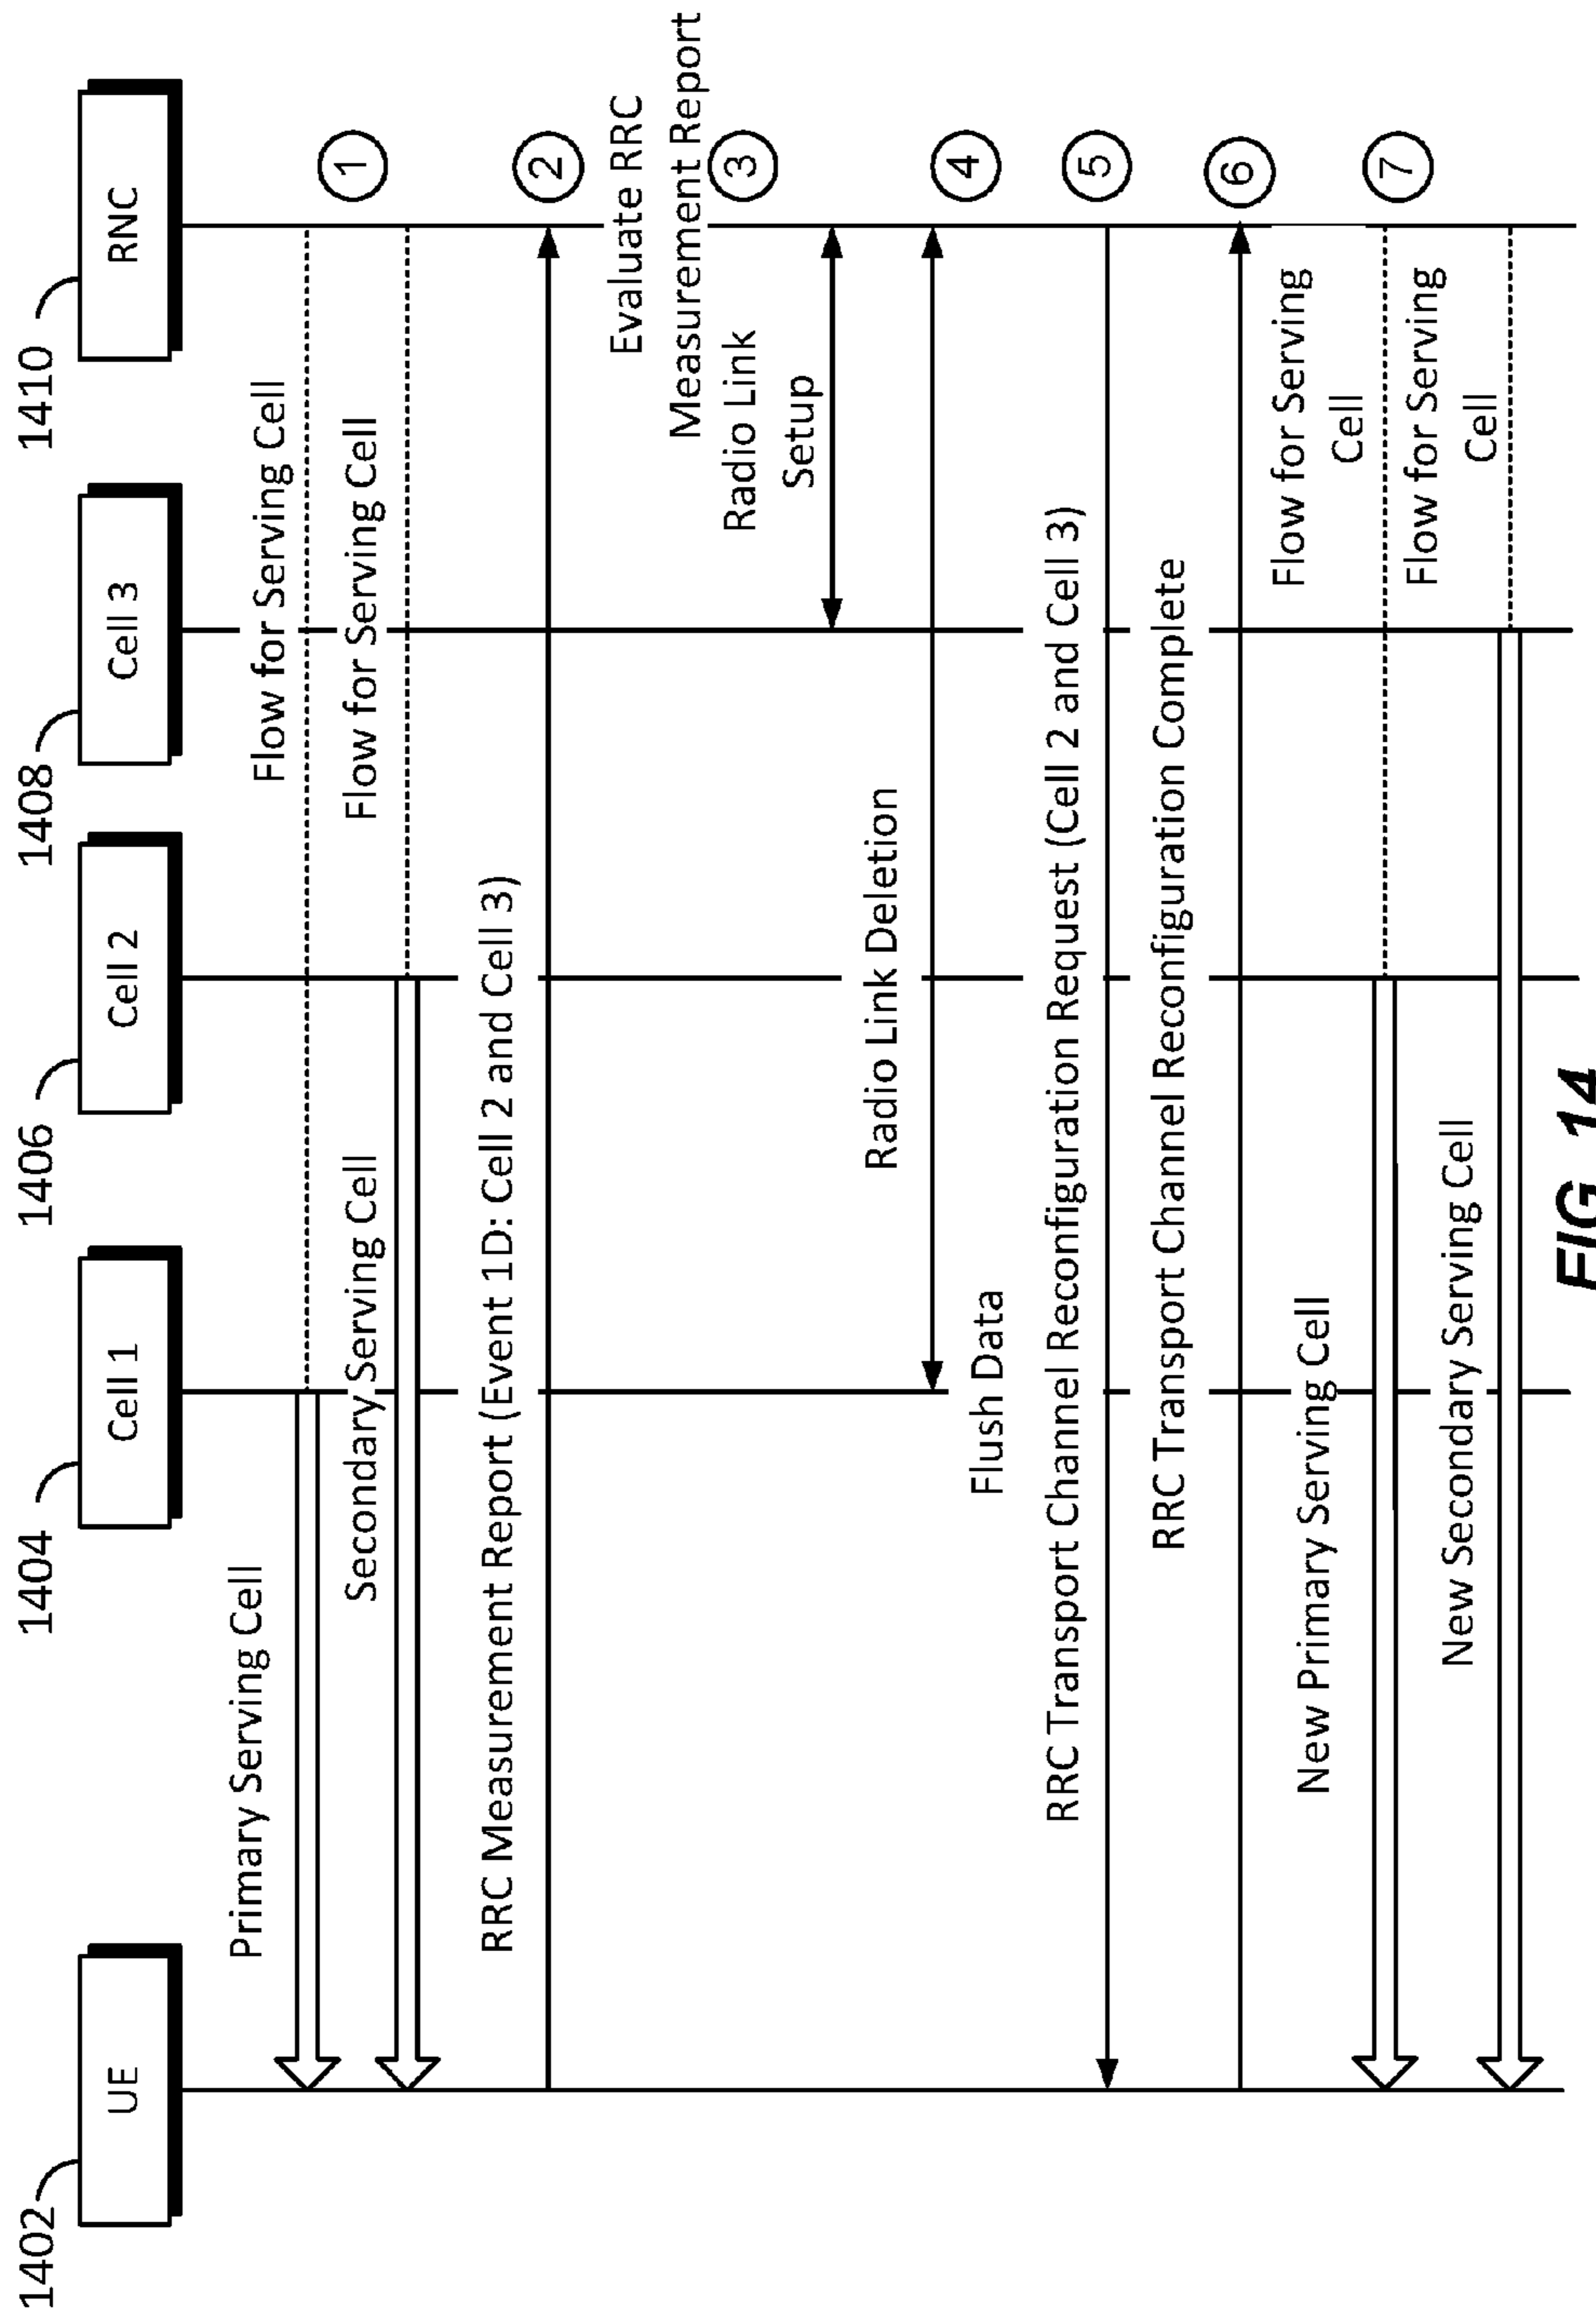 1402
UE
1404
Cell 1
1406
Cell 2
1408
Cell 3
1410
RNC
Primary Serving Cell
Flow for Serving Cell
1
Secondary Serving Cell
Flow for Serving Cell
RRC Measurement Report (Event 1D: Cell 2 and Cell 3)
2
Evaluate RRC
Measurement Report
3
Radio Link
Setup
Radio Link Deletion
4
Flush Data
RRC Transport Channel Reconfiguration Request (Cell 2 and Cell 3)
5
RRC Transport Channel Reconfiguration Complete
6
New Primary Serving Cell
Flow for Serving
Cell
7
New Secondary Serving Cell
Flow for Serving
Cell
FIG. 14